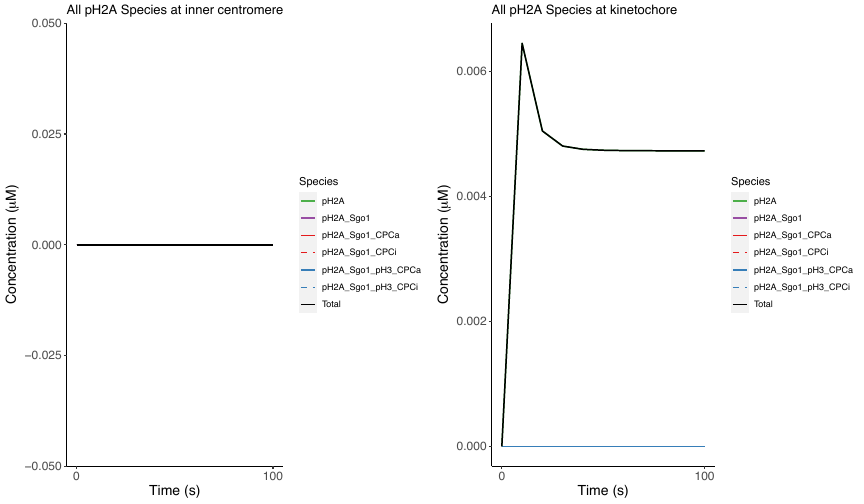 All pH2A Species at inner centromere
Concentration (μM)
0.050
0.025
0.000
−0.025
−0.050
0
100
Time (s)
Species
pH2A
pH2A_Sgo1
pH2A_Sgo1_CPCa
pH2A_Sgo1_CPCi
pH2A_Sgo1_pH3_CPCa
pH2A_Sgo1_pH3_CPCi
Total
All pH2A Species at kinetochore
Concentration (μM)
0.006
0.004
0.002
0.000
0
100
Time (s)
Species
pH2A
pH2A_Sgo1
pH2A_Sgo1_CPCa
pH2A_Sgo1_CPCi
pH2A_Sgo1_pH3_CPCa
pH2A_Sgo1_pH3_CPCi
Total